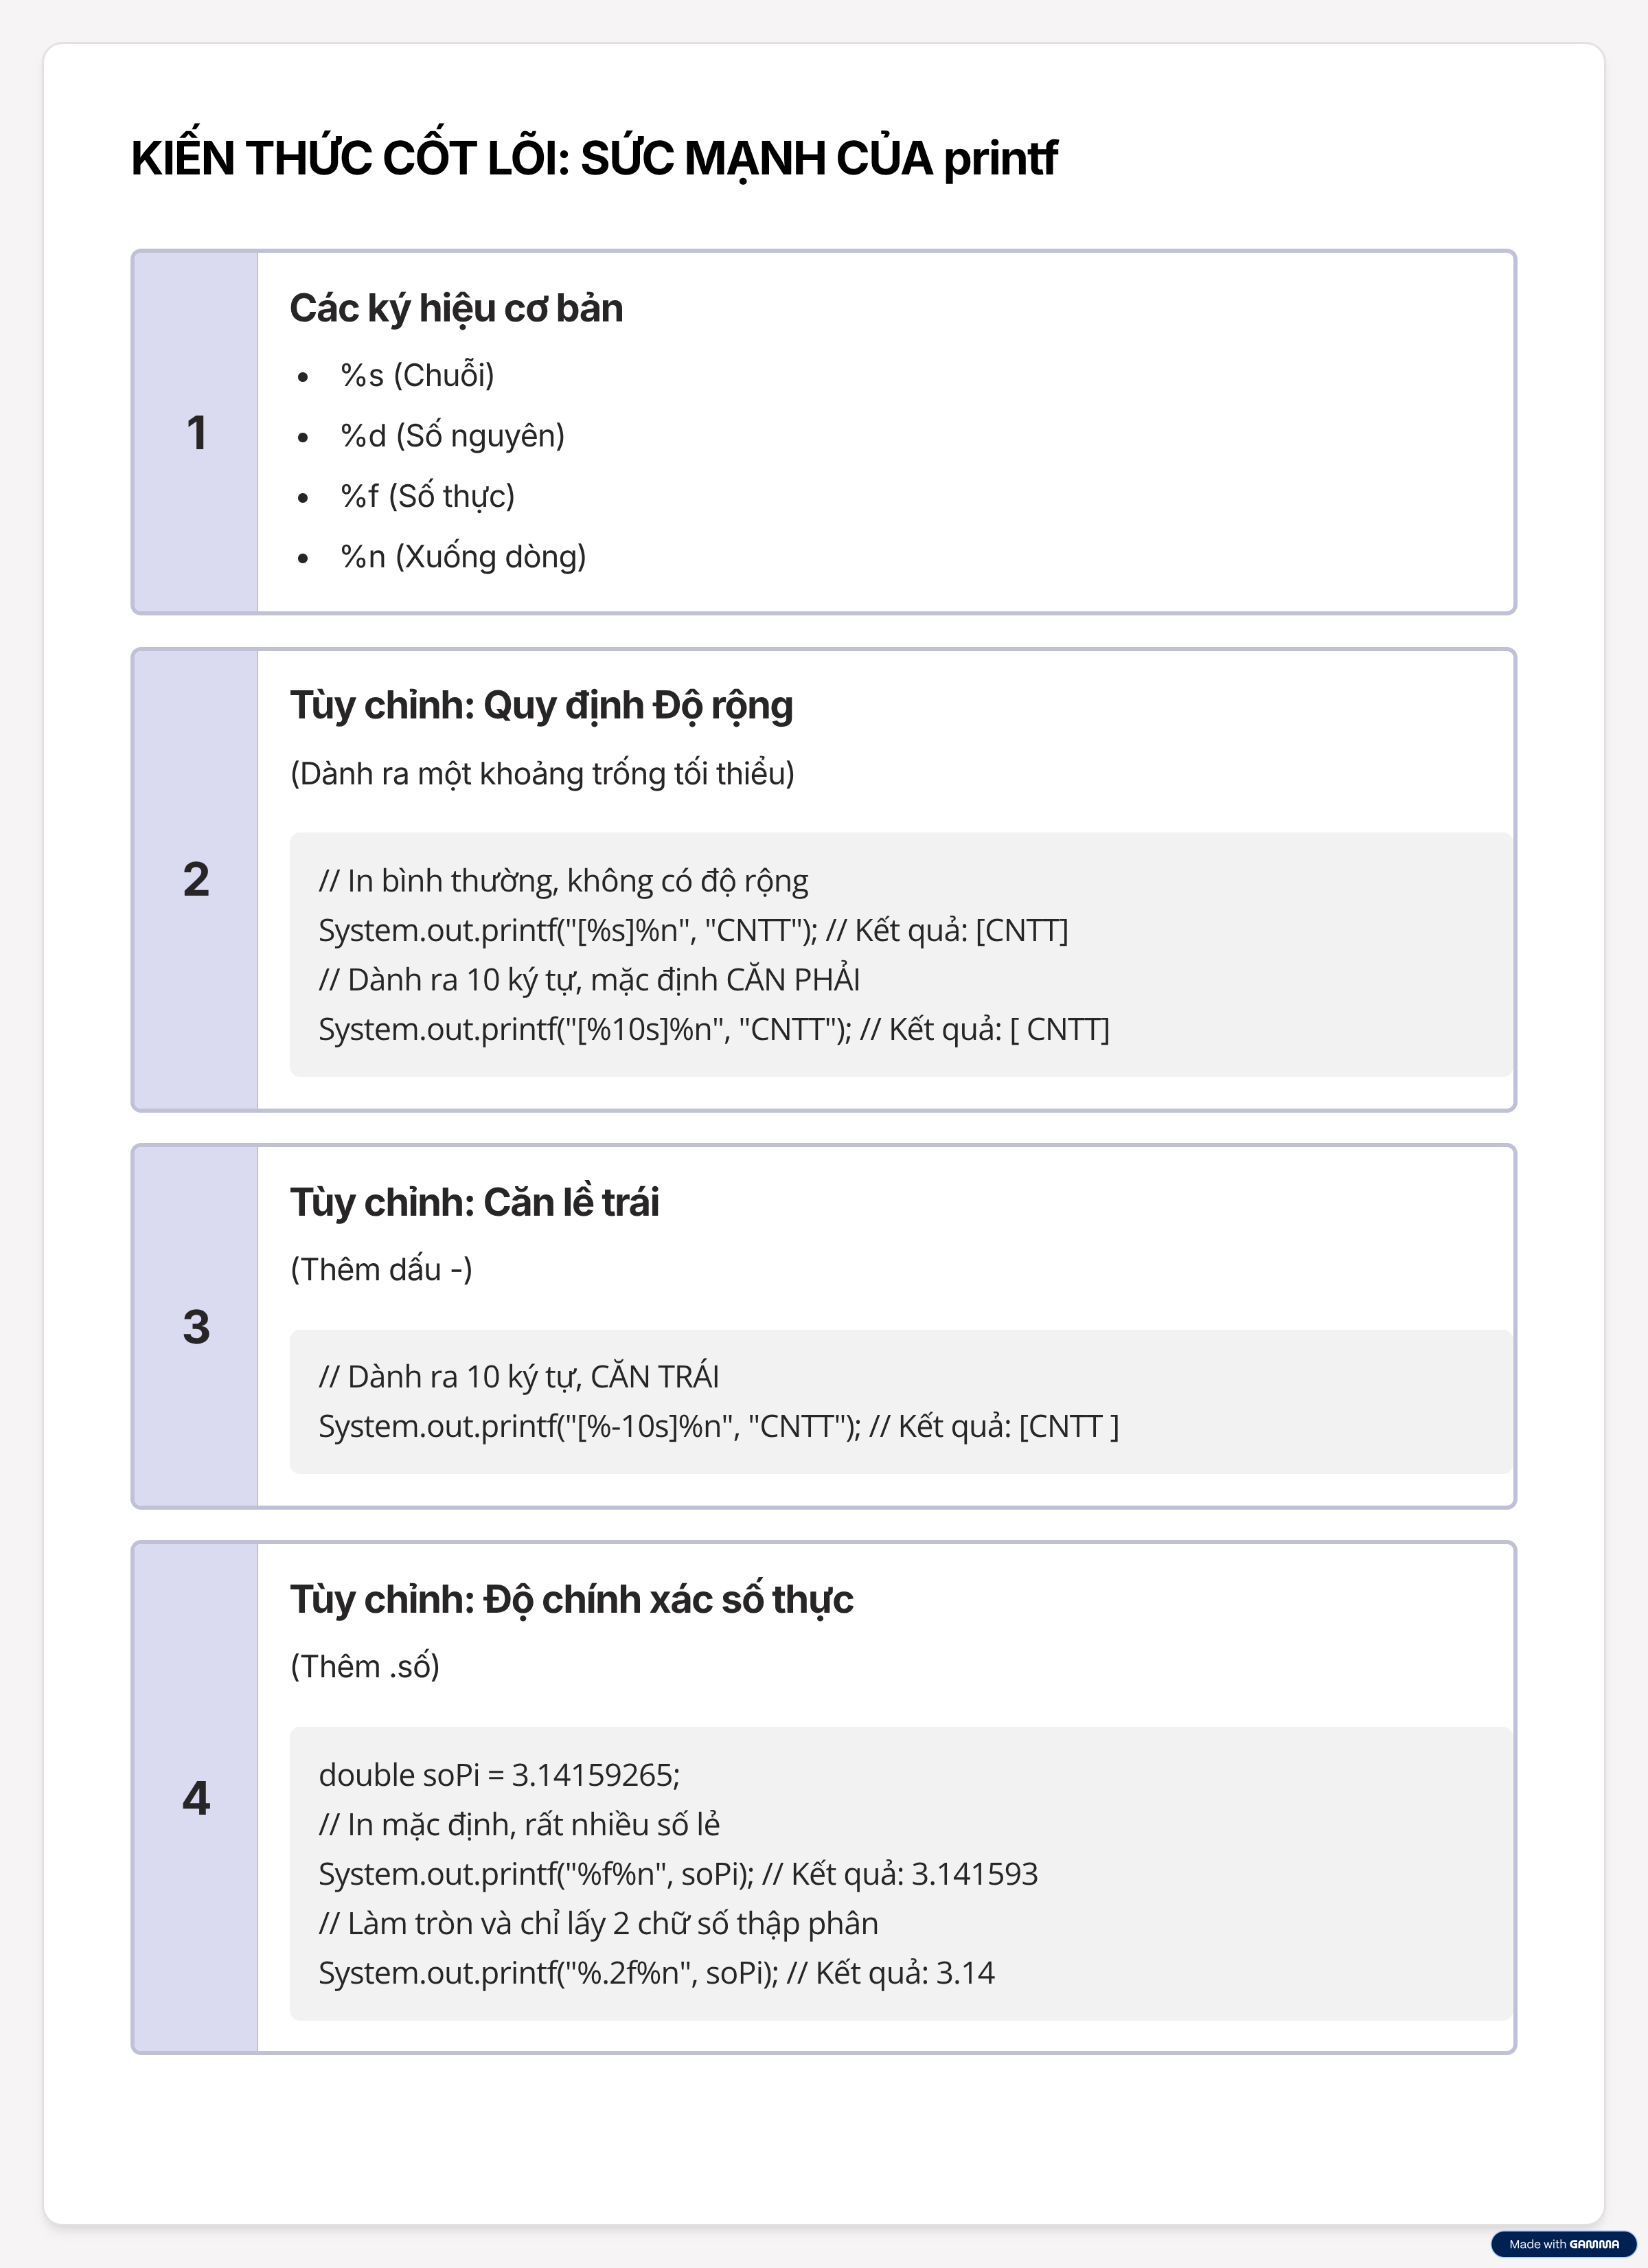 KIẾN THỨC CỐT LÕI: SỨC MẠNH CỦA printf
1
Các ký hiệu cơ bản
• %s (Chuỗi)
• %d (Số nguyên)
• %f (Số thực)
• %n (Xuống dòng)
2
Tùy chỉnh: Quy định Độ rộng
(Dành ra một khoảng trống tối thiểu)
// In bình thường, không có độ rộng
System.out.printf("[%s]%n", "CNTT"); // Kết quả: [CNTT]
// Dành ra 10 ký tự, mặc định CĂN PHẢI
System.out.printf("[%10s]%n", "CNTT"); // Kết quả: [ CNTT]
3
Tùy chỉnh: Căn lề trái
(Thêm dấu -)
// Dành ra 10 ký tự, CĂN TRÁI
System.out.printf("[%-10s]%n", "CNTT"); // Kết quả: [CNTT ]
4
Tùy chỉnh: Độ chính xác số thực
(Thêm .số)
double soPi = 3.14159265;
// In mặc định, rất nhiều số lẻ
System.out.printf("%f%n", soPi); // Kết quả: 3.141593
// Làm tròn và chỉ lấy 2 chữ số thập phân
System.out.printf("%.2f%n", soPi); // Kết quả: 3.14
Made with GAMMA